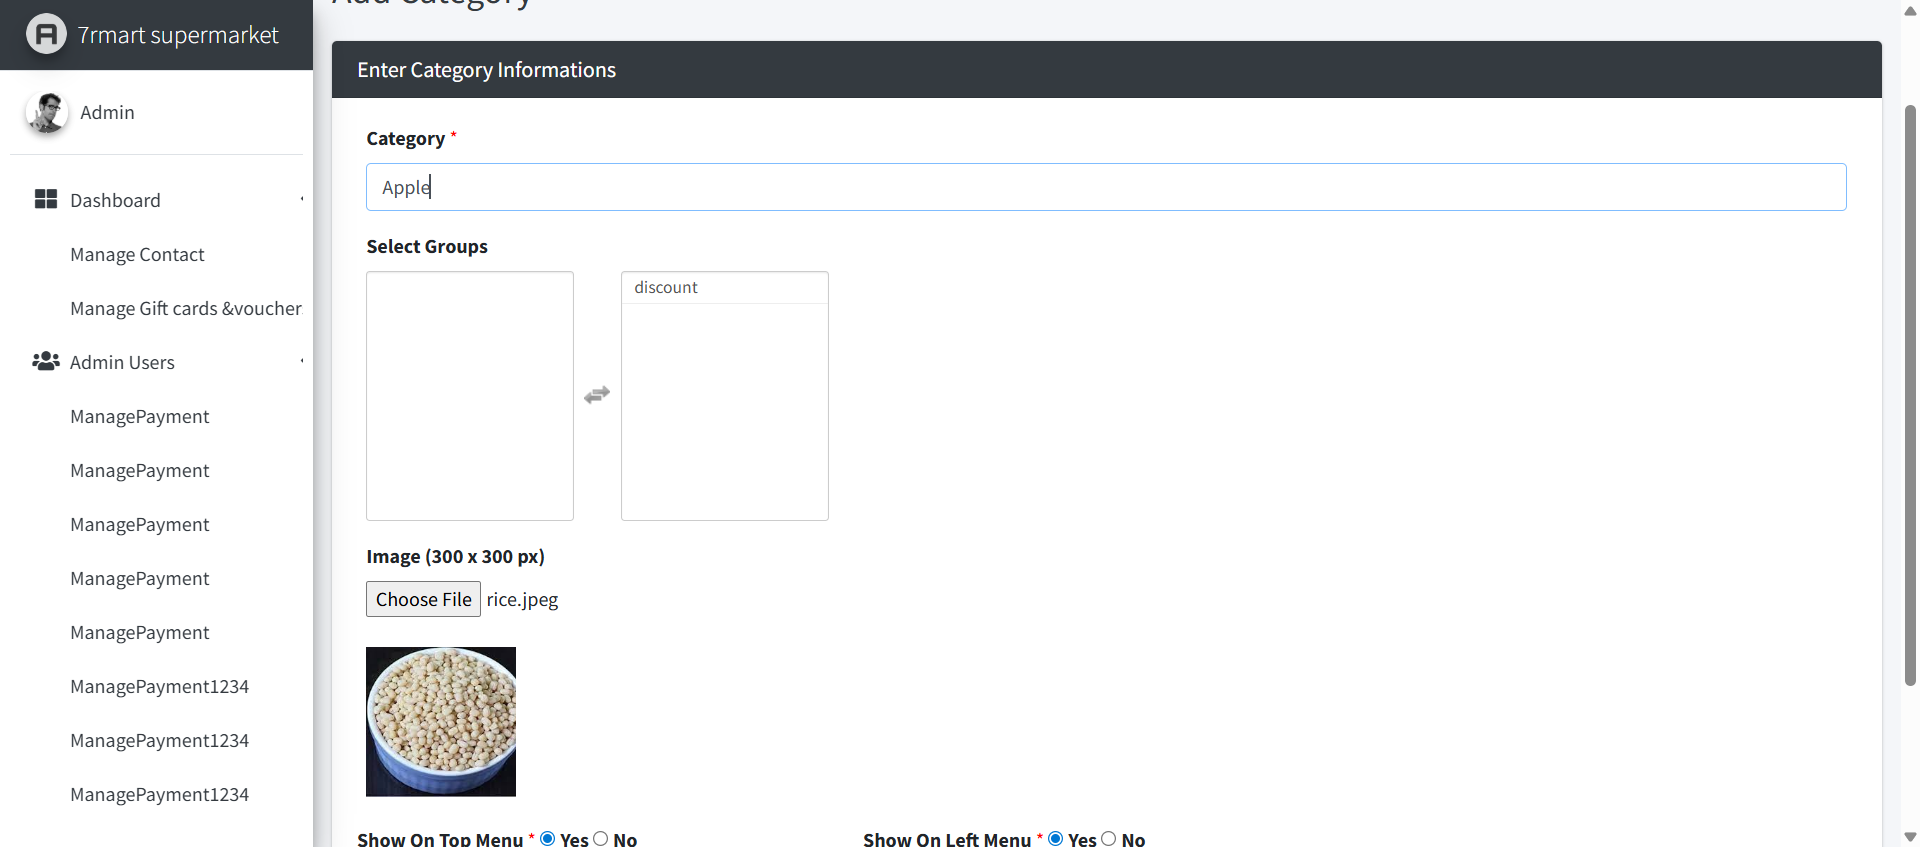 7rmart supermarket
Admin
Dashboard
Manage Contact
Manage Gift cards &voucher
Admin Users
ManagePayment
ManagePayment
ManagePayment
ManagePayment
ManagePayment
ManagePayment1234
ManagePayment1234
ManagePayment1234
Add Category
Enter Category Informations
Category *
Apple
Select Groups
discount
Image (300 x 300 px)
Choose File rice.jpeg
Show On Top Menu * Yes No
Show On Left Menu * Yes No